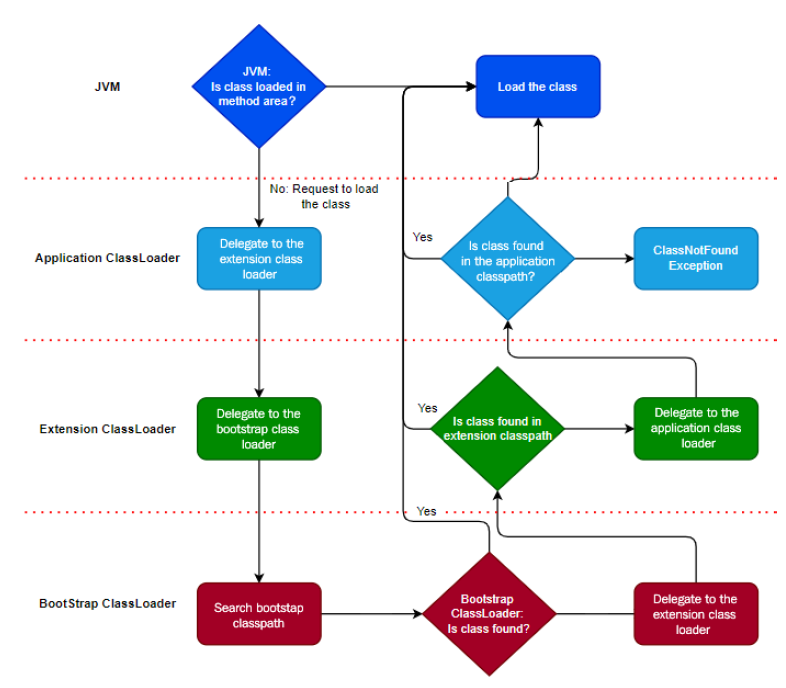 JVM
JVM:
Is class loaded in
method area?
Load the class
No: Request to load
the class
Application ClassLoader
Delegate to the
extension class
loader
Yes
Is class found
in the application
classpath?
ClassNotFound
Exception
Extension ClassLoader
Delegate to the
bootstrap class
loader
Yes
Is class found in
extension classpath
Delegate to the
application class
loader
Yes
BootStrap ClassLoader
Search bootstap
classpath
Bootstrap
ClassLoader:
Is class found?
Delegate to the
extension class
loader